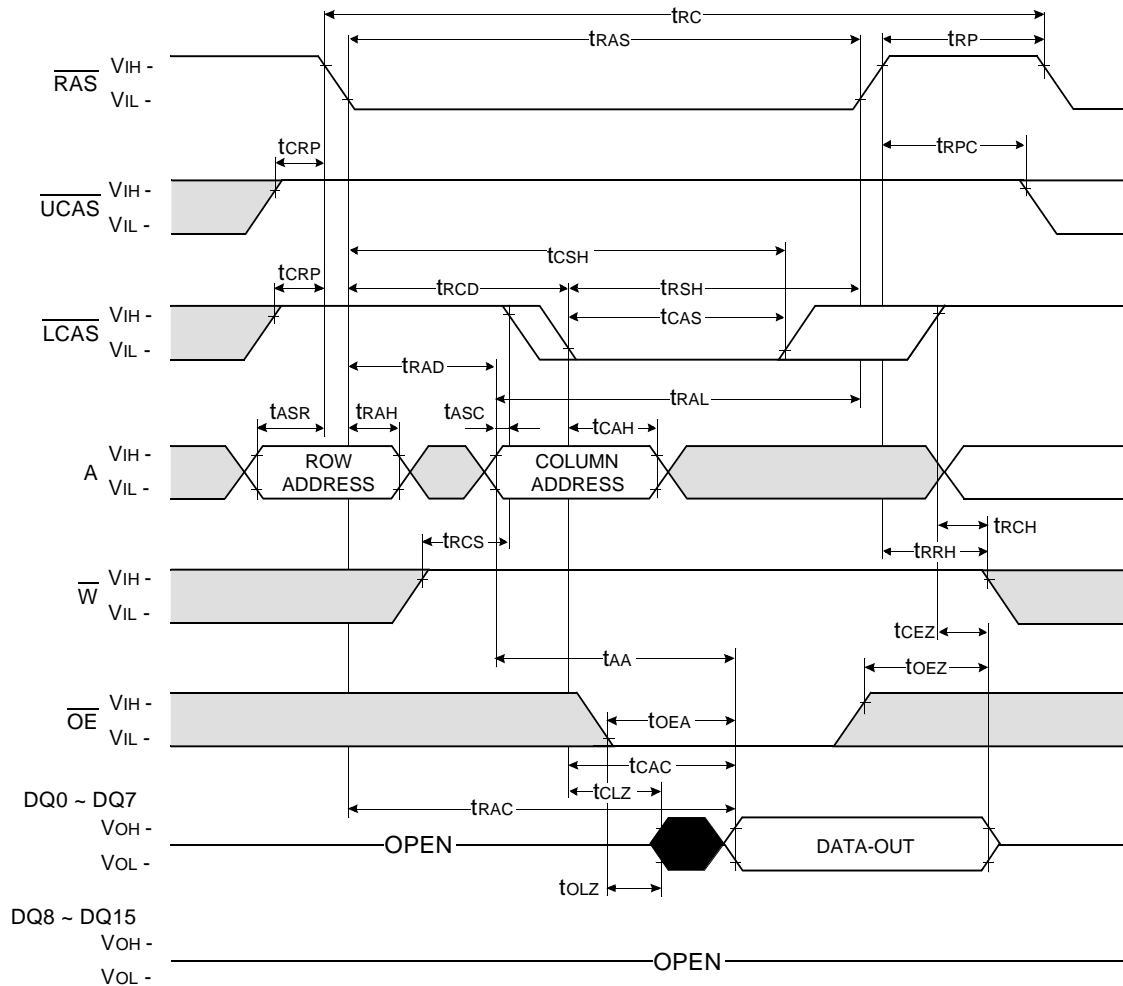 tRC
tRAS
tRP
RAS
VIH -
VIL -
tCRP
tRPC
UCAS
VIH -
VIL -
tCSH
tCRP
tRCD
tRSH
LCAS
VIH -
VIL -
tCAS
tRAD
tRAL
tASR
tRAH
tASC
tCAH
A
VIH -
VIL -
ROW
ADDRESS
COLUMN
ADDRESS
tRCS
tRCH
tRRH
W
VIH -
VIL -
tCEZ
tAA
tOEZ
OE
VIH -
VIL -
tOEA
tCAC
tCLZ
tRAC
DQ0 ~ DQ7
VOH -
VOL -
OPEN
DATA-OUT
tOLZ
DQ8 ~ DQ15
VOH -
VOL -
OPEN